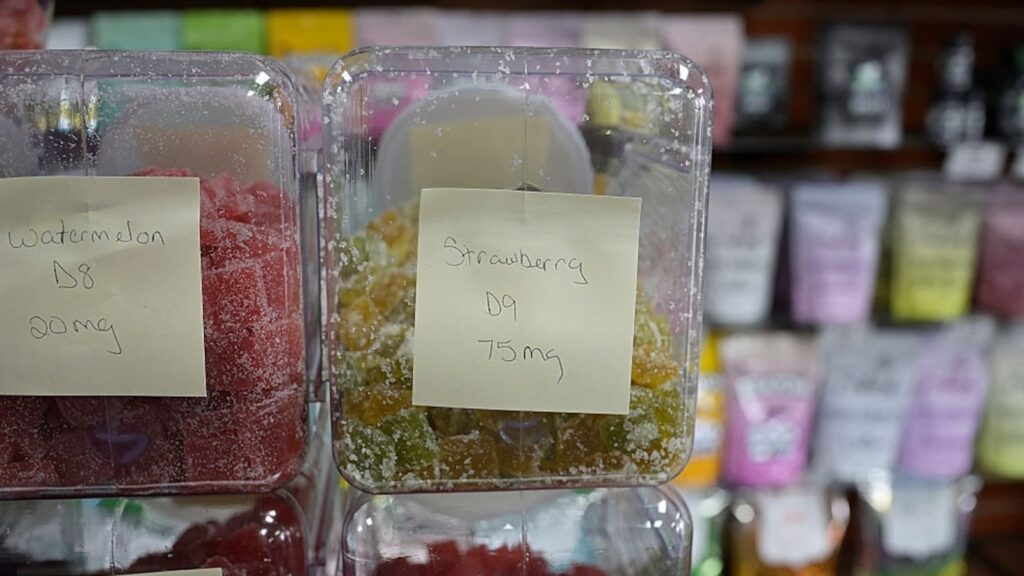 Watermelon
D8
20mg
Strawberry
D9
75mg